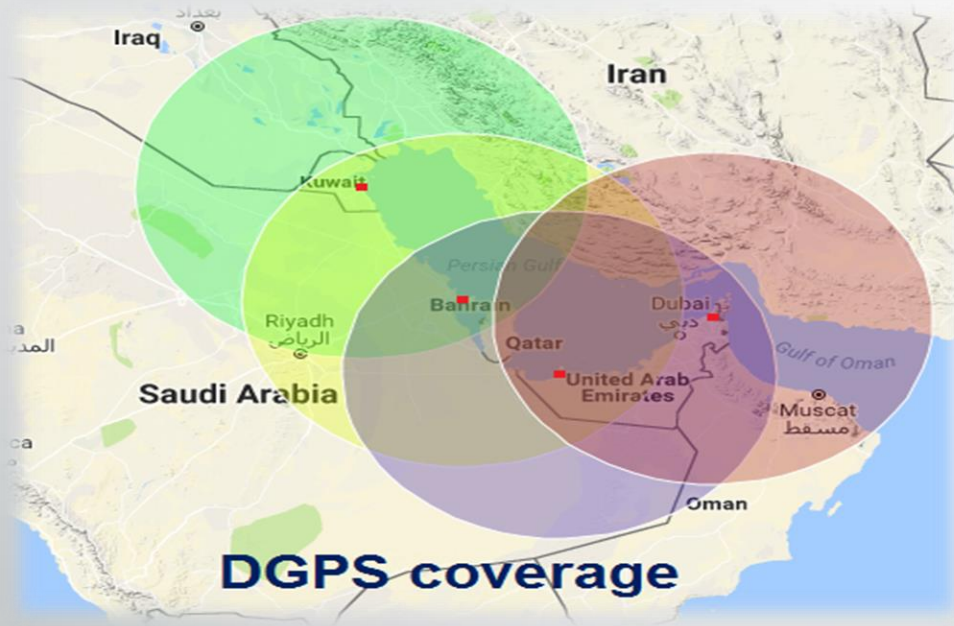 بغداد
Iraq
Iran
Kuwait
Persian Gulf
Bahrain
Dubai
دبي
Riyadh
الرياض
Qatar
Gulf of Oman
United Arab
Emirates
Saudi Arabia
Muscat
مسقط
Oman
DGPS coverage